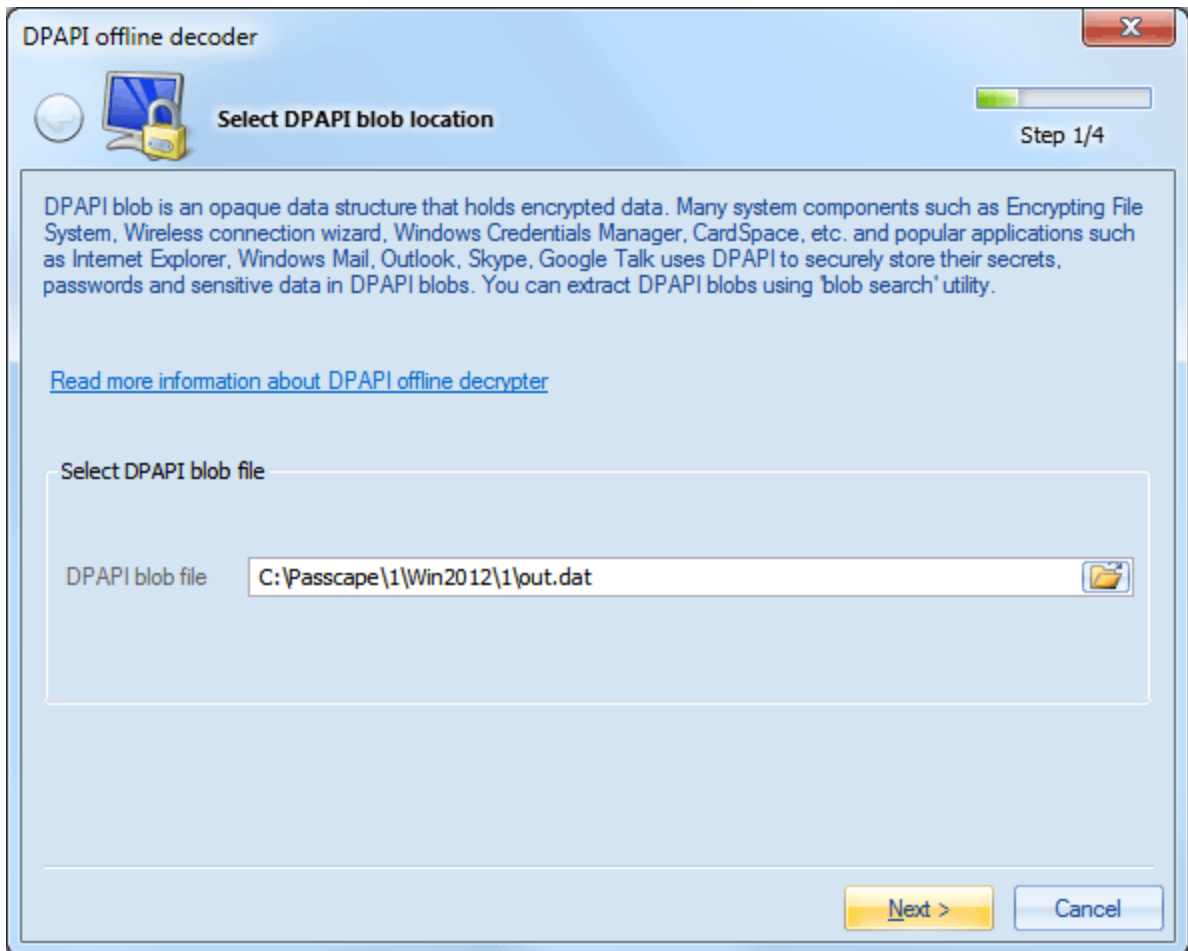 DPAPI offline decoder
Select DPAPI blob location
Step 1/4
DPAPI blob is an opaque data structure that holds encrypted data. Many system components such as Encrypting File
System, Wireless connection wizard, Windows Credentials Manager, CardSpace, etc. and popular applications such
as Internet Explorer, Windows Mail, Outlook, Skype, Google Talk uses DPAPI to securely store their secrets,
passwords and sensitive data in DPAPI blobs. You can extract DPAPI blobs using 'blob search' utility.
Read more information about DPAPI offline decrypter
Select DPAPI blob file
DPAPI blob file
C:\Passcape\1\Win2012\1\out.dat
Next >
Cancel